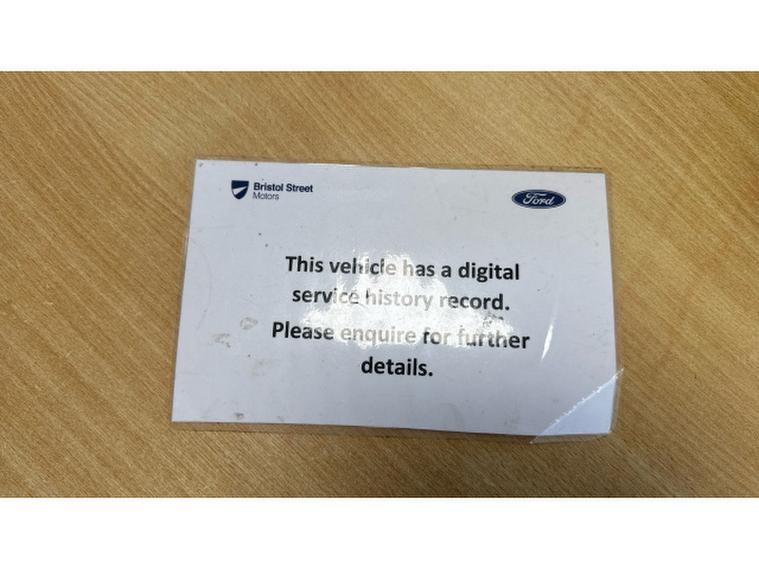 Bristol Street
Motors
Ford
This vehicle has a digital
service history record.
Please enquire for further
details.